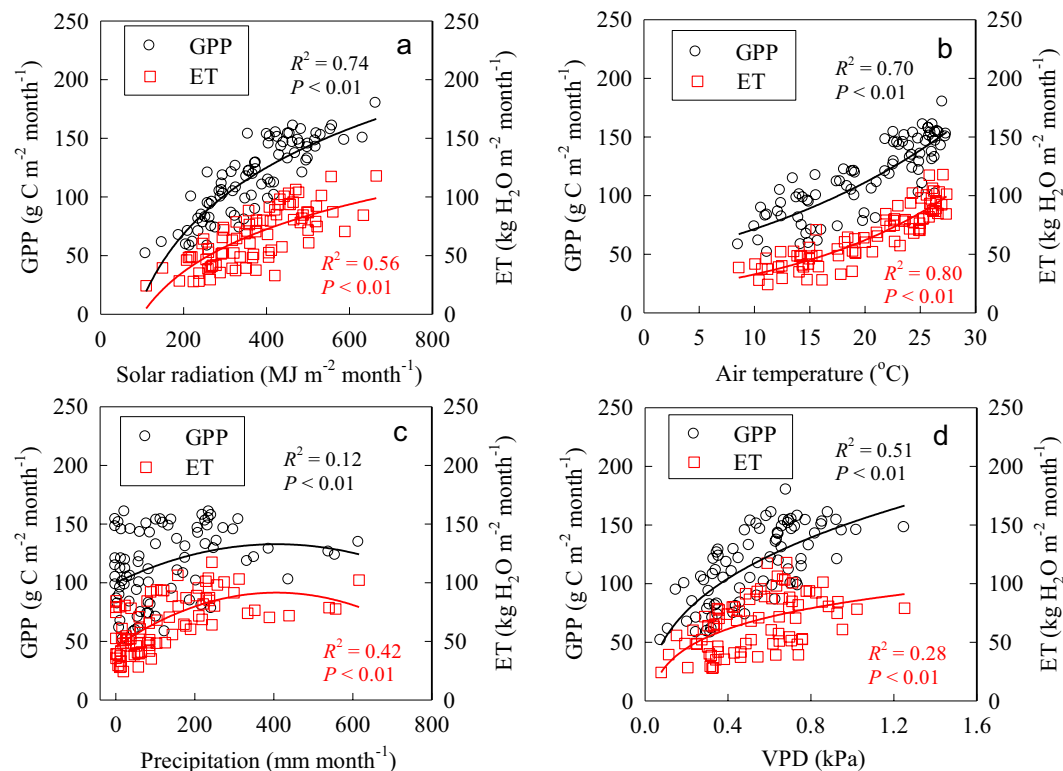 a
GPP
ET
R² = 0.74
P < 0.01
R² = 0.56
P < 0.01
250
200
150
100
50
0
250
200
150
100
50
0
0
200
400
600
800
GPP (g C m⁻² month⁻¹)
ET (kg H₂O m⁻² month⁻¹)
Solar radiation (MJ m⁻² month⁻¹)
b
GPP
ET
R² = 0.70
P < 0.01
R² = 0.80
P < 0.01
250
200
150
100
50
0
250
200
150
100
50
0
0
5
10
15
20
25
30
GPP (g C m⁻² month⁻¹)
ET (kg H₂O m⁻² month⁻¹)
Air temperature (°C)
c
GPP
ET
R² = 0.12
P < 0.01
R² = 0.42
P < 0.01
250
200
150
100
50
0
250
200
150
100
50
0
0
200
400
600
800
GPP (g C m⁻² month⁻¹)
ET (kg H₂O m⁻² month⁻¹)
Precipitation (mm month⁻¹)
d
GPP
ET
R² = 0.51
P < 0.01
R² = 0.28
P < 0.01
250
200
150
100
50
0
250
200
150
100
50
0
0.0
0.4
0.8
1.2
1.6
GPP (g C m⁻² month⁻¹)
ET (kg H₂O m⁻² month⁻¹)
VPD (kPa)